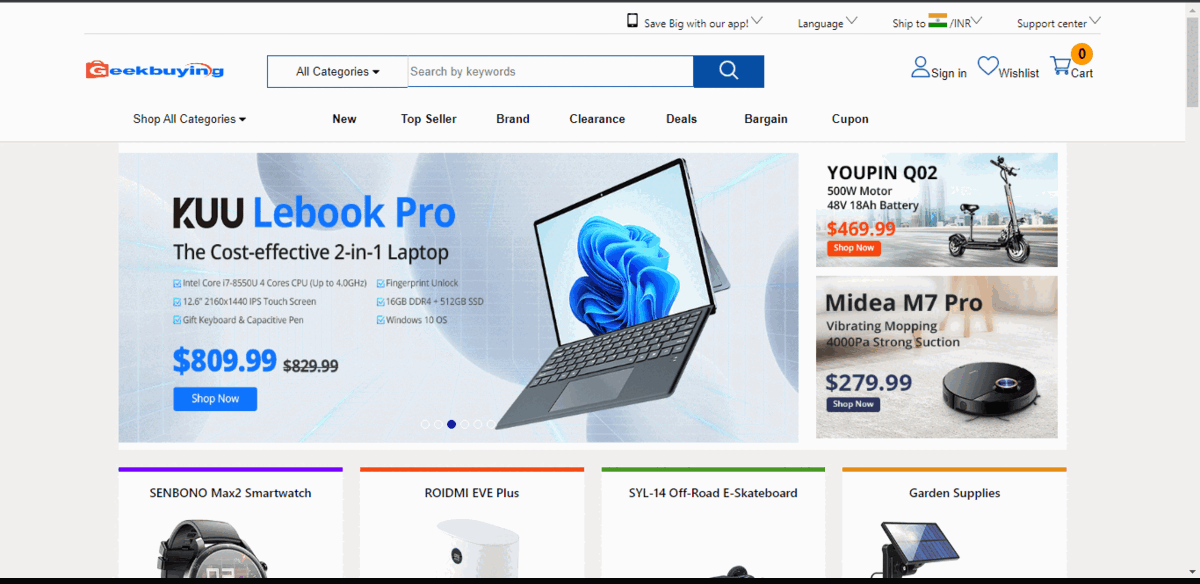 Save Big with our app!
Language
Ship to /INR
Support center
Geekbuying
All Categories
Search by keywords
Sign in
Wishlist
0
Cart
Shop All Categories
New
Top Seller
Brand
Clearance
Deals
Bargain
Cupon
KUU Lebook Pro
The Cost-effective 2-in-1 Laptop
Intel Core i7-8550U 4 Cores CPU (Up to 4.0GHz)
Fingerprint Unlock
12.6" 2160x1440 IPS Touch Screen
16GB DDR4 + 512GB SSD
Gift Keyboard & Capacitive Pen
Windows 10 OS
$809.99 $829.99
Shop Now
YOUPIN Q02
500W Motor
48V 18Ah Battery
$469.99
Shop Now
Midea M7 Pro
Vibrating Mopping
4000Pa Strong Suction
$279.99
Shop Now
SENBONO Max2 Smartwatch
ROIDMI EVE Plus
SYL-14 Off-Road E-Skateboard
Garden Supplies